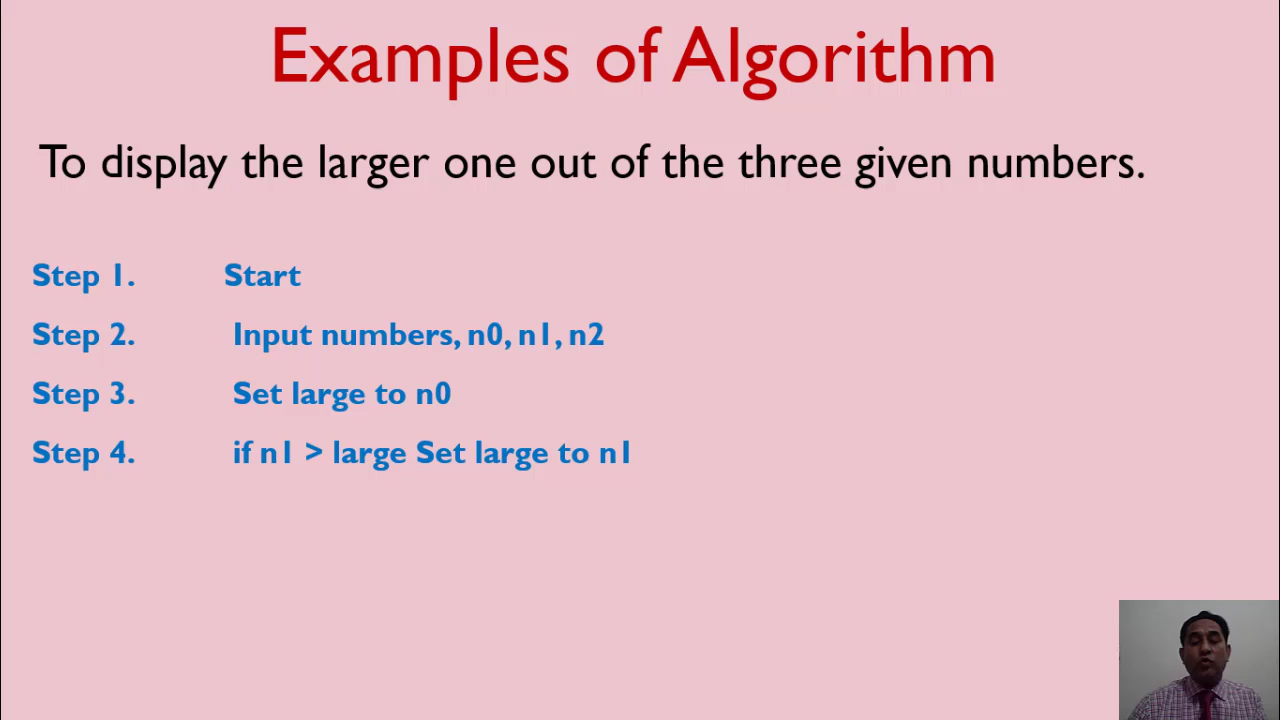 Examples of Algorithm
To display the larger one out of the three given numbers.
Step 1. Start
Step 2. Input numbers, n0, n1, n2
Step 3. Set large to n0
Step 4. if n1 > large Set large to n1